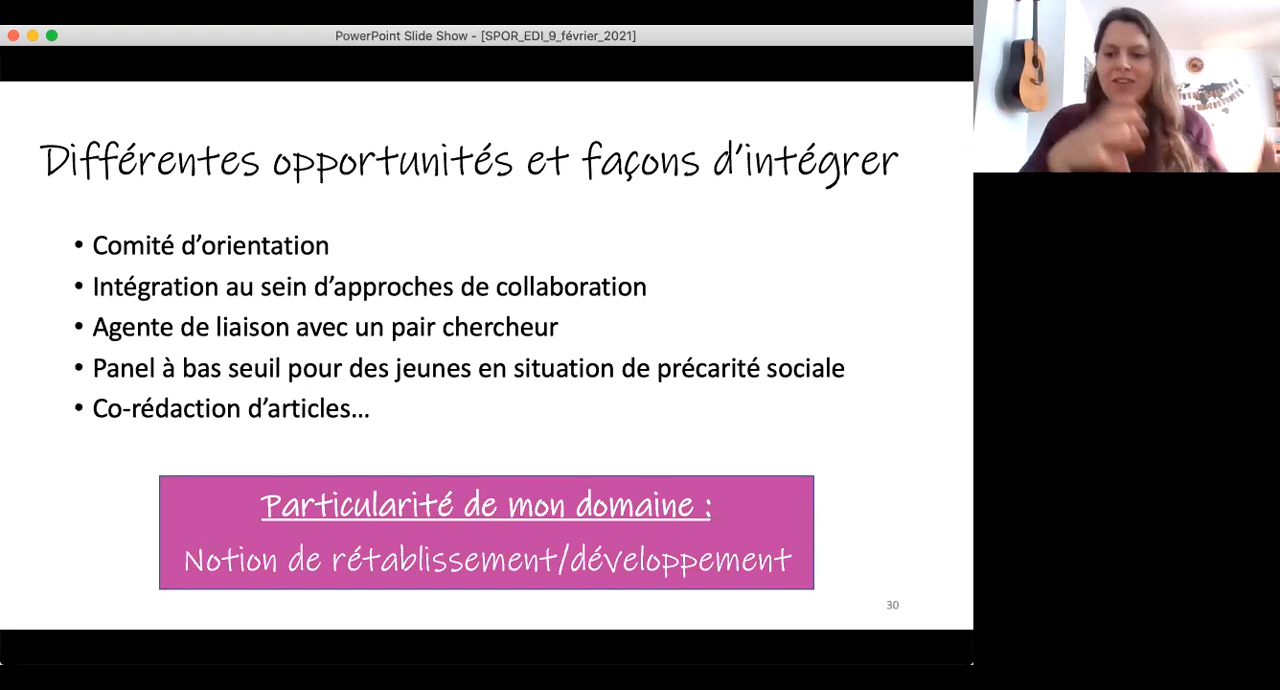 PowerPoint Slide Show - [SPOR_EDI_9_février_2021]
Différentes opportunités et façons d'intégrer
• Comité d'orientation
• Intégration au sein d'approches de collaboration
• Agente de liaison avec un pair chercheur
• Panel à bas seuil pour des jeunes en situation de précarité sociale
• Co-rédaction d'articles...
Particularité de mon domaine :
Notion de rétablissement/développement
30